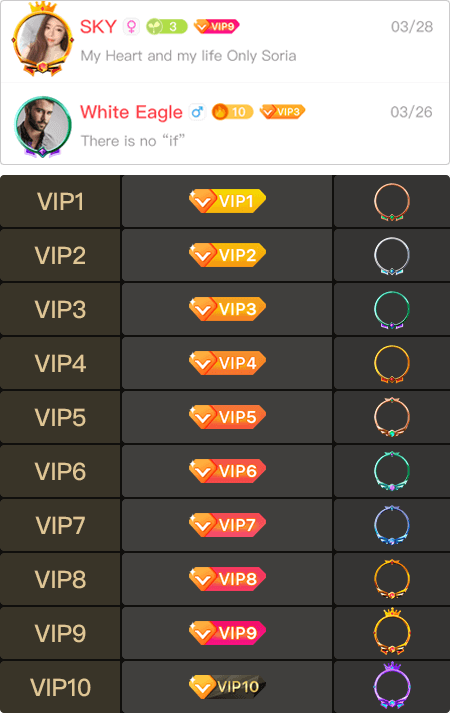 SKY 3 VIP9 03/28
My Heart and my life Only Soria
White Eagle 10 VIP3 03/26
There is no “if”
VIP1 VIP1
VIP2 VIP2
VIP3 VIP3
VIP4 VIP4
VIP5 VIP5
VIP6 VIP6
VIP7 VIP7
VIP8 VIP8
VIP9 VIP9
VIP10 VIP10